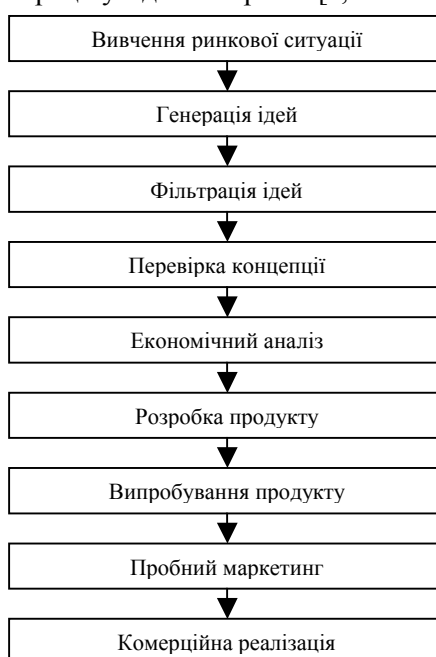 Вивчення ринкової ситуації
Генерація ідей
Фільтрація ідей
Перевірка концепції
Економічний аналіз
Розробка продукту
Випробування продукту
Пробний маркетинг
Комерційна реалізація